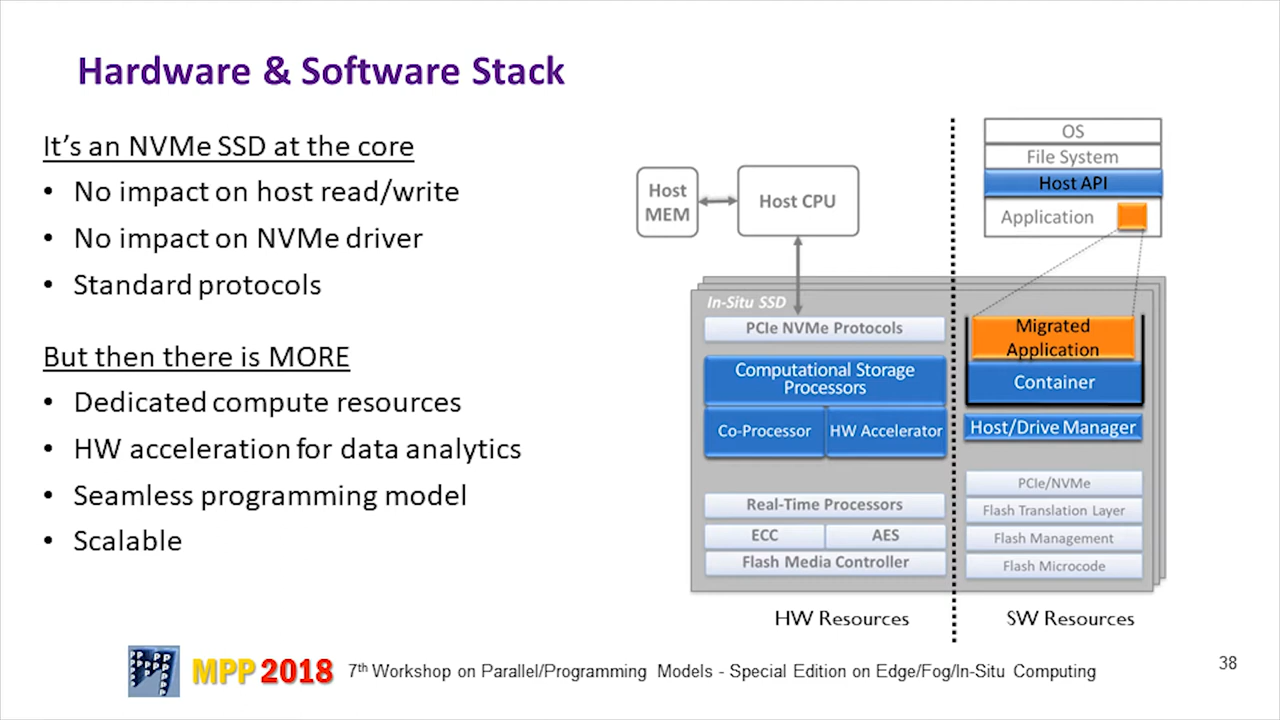 Hardware & Software Stack
It's an NVMe SSD at the core
• No impact on host read/write
• No impact on NVMe driver
• Standard protocols
But then there is MORE
• Dedicated compute resources
• HW acceleration for data analytics
• Seamless programming model
• Scalable
Host
MEM
Host CPU
In-Situ SSD
PCIe NVMe Protocols
Computational Storage
Processors
Co-Processor
HW Accelerator
Real-Time Processors
ECC
AES
Flash Media Controller
HW Resources
OS
File System
Host API
Application
Migrated
Application
Container
Host/Drive Manager
PCIe/NVMe
Flash Translation Layer
Flash Management
Flash Microcode
SW Resources
MPP 2018
7th Workshop on Parallel/Programming Models - Special Edition on Edge/Fog/In-Situ Computing
38